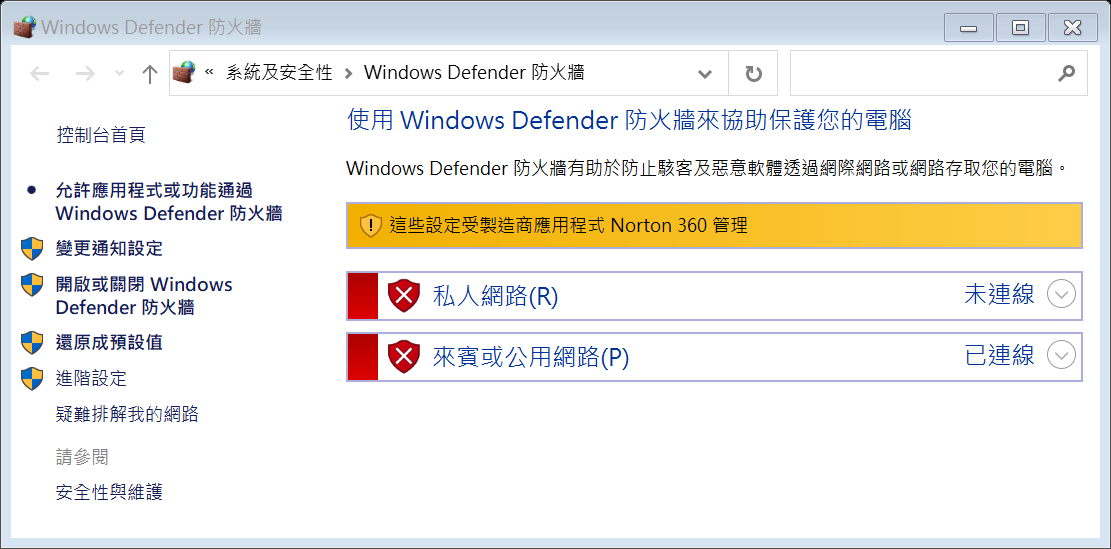 Windows Defender 防火牆
« 系統及安全性 > Windows Defender 防火牆
控制台首頁
允許應用程式或功能通過
Windows Defender 防火牆
變更通知設定
開啟或關閉 Windows
Defender 防火牆
還原成預設值
進階設定
疑難排解我的網路
請參閱
安全性與維護
使用 Windows Defender 防火牆來協助保護您的電腦
Windows Defender 防火牆有助於防止駭客及惡意軟體透過網際網路或網路存取您的電腦。
這些設定受製造商應用程式 Norton 360 管理
私人網路(R) 未連線
來賓或公用網路(P) 已連線